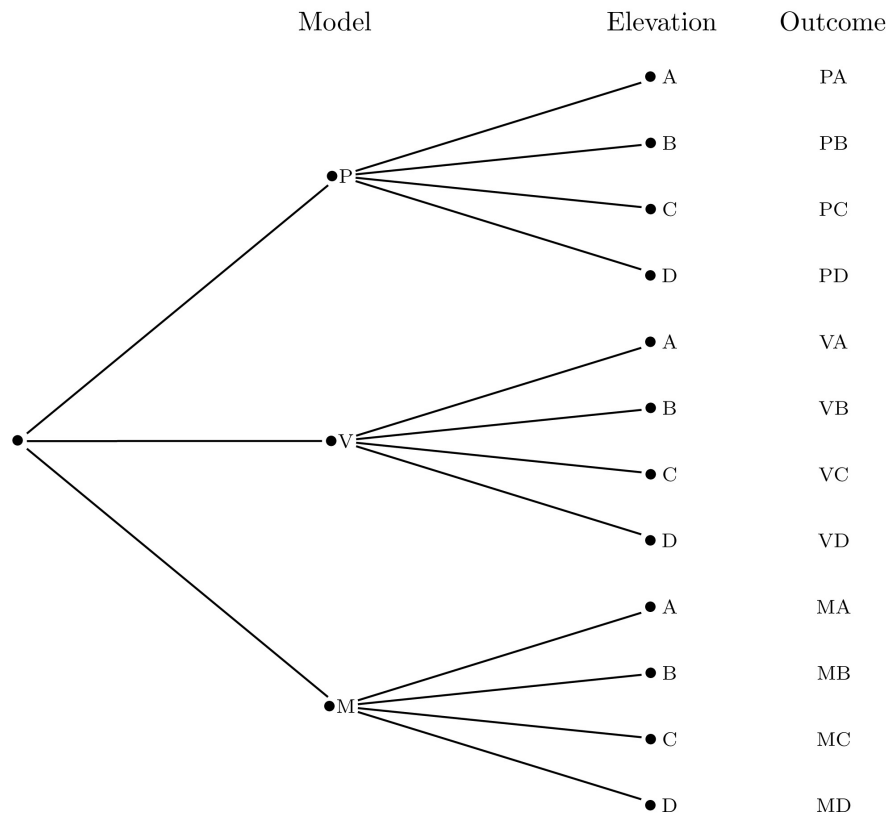 Model Elevation Outcome
A PA
B PB
P
C PC
D PD
A VA
B VB
V
C VC
D VD
A MA
B MB
M
C MC
D MD